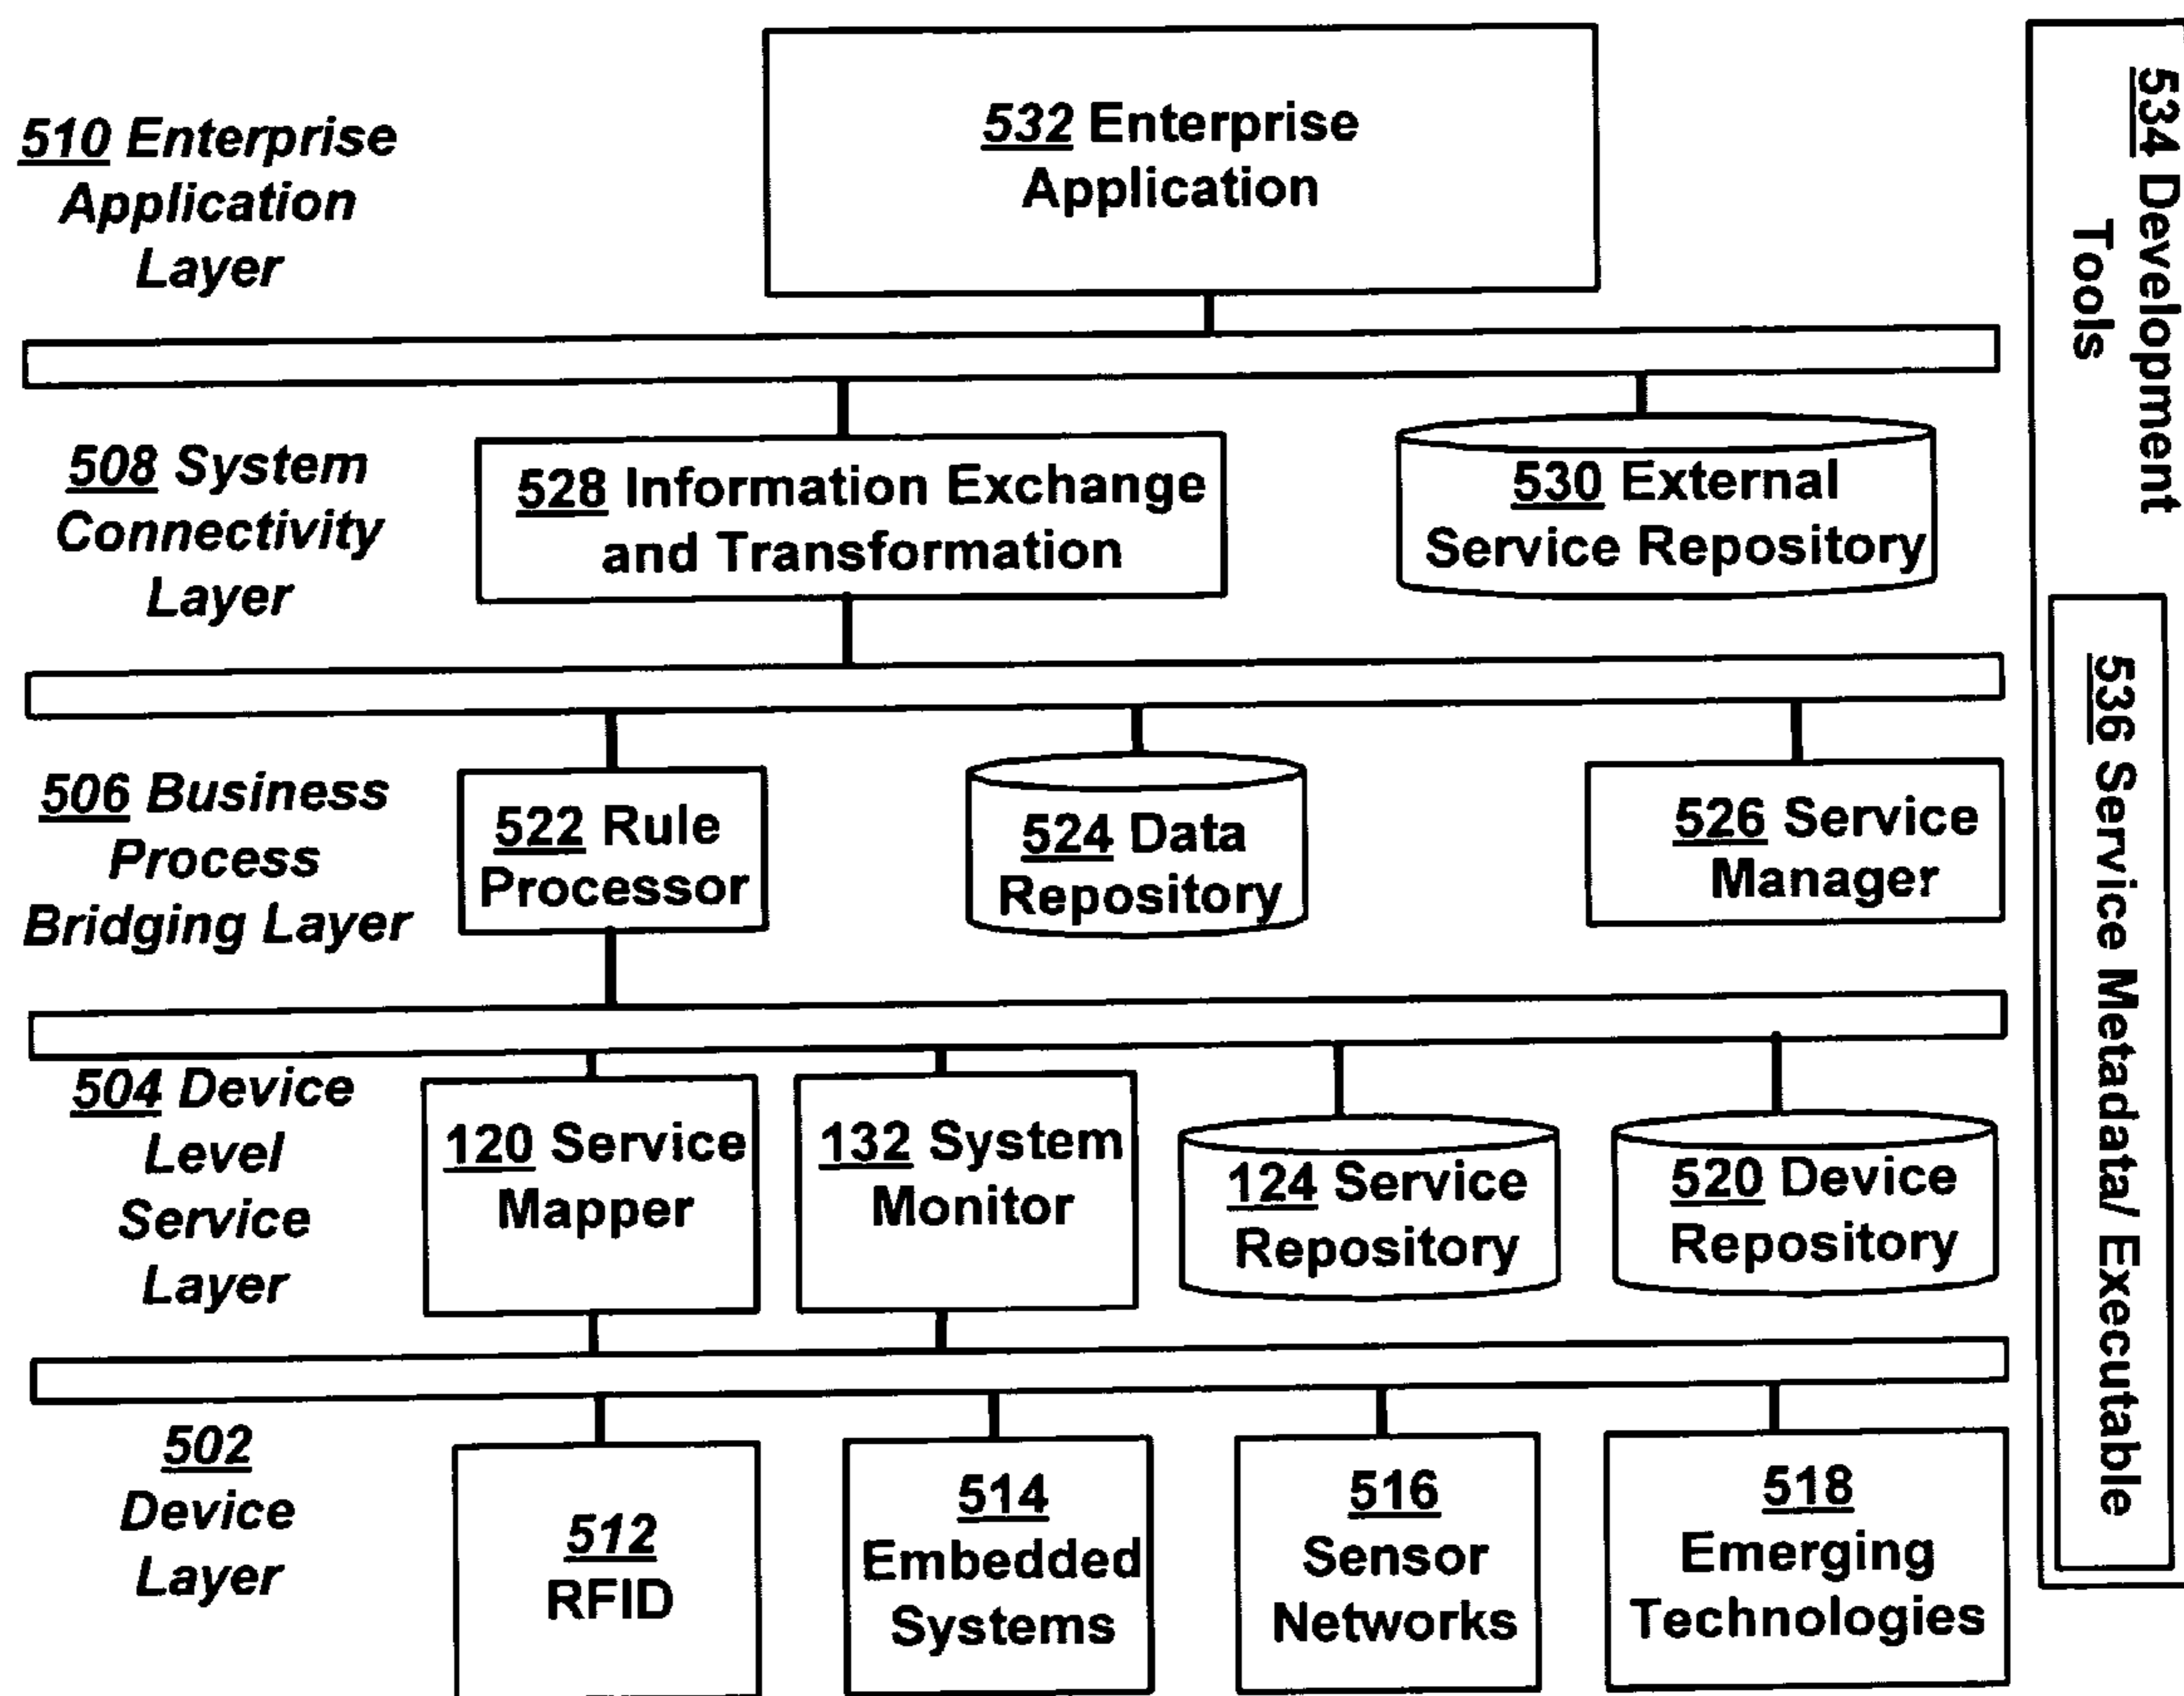 510 Enterprise
Application
Layer
532 Enterprise
Application
508 System
Connectivity
Layer
528 Information Exchange
and Transformation
530 External
Service Repository
506 Business
Process
Bridging Layer
522 Rule
Processor
524 Data
Repository
526 Service
Manager
504 Device
Level
Service
Layer
120 Service
Mapper
132 System
Monitor
124 Service
Repository
520 Device
Repository
502
Device
Layer
512
RFID
514
Embedded
Systems
516
Sensor
Networks
518
Emerging
Technologies
534 Development
Tools
536 Service Metadata/ Executable